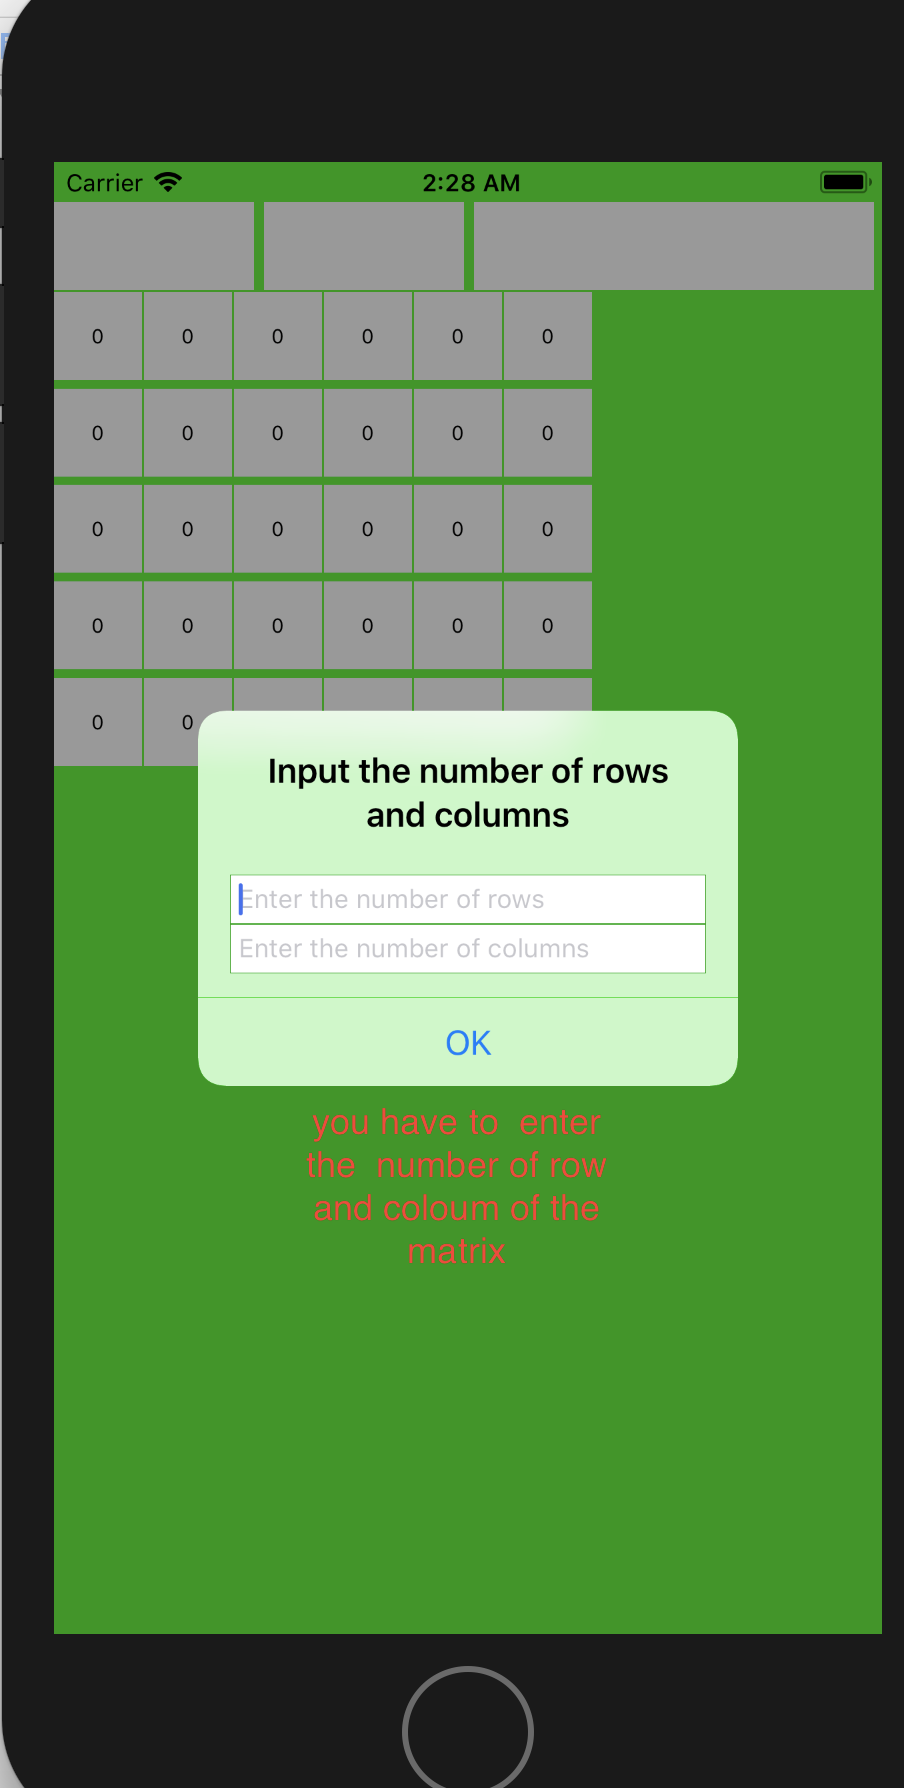 Carrier 2:28 AM
0 0 0 0 0 0
0 0 0 0 0 0
0 0 0 0 0 0
0 0 0 0 0 0
0 0
Input the number of rows
and columns
Enter the number of rows
Enter the number of columns
OK
you have to  enter
the  number of row
and coloum of the
matrix